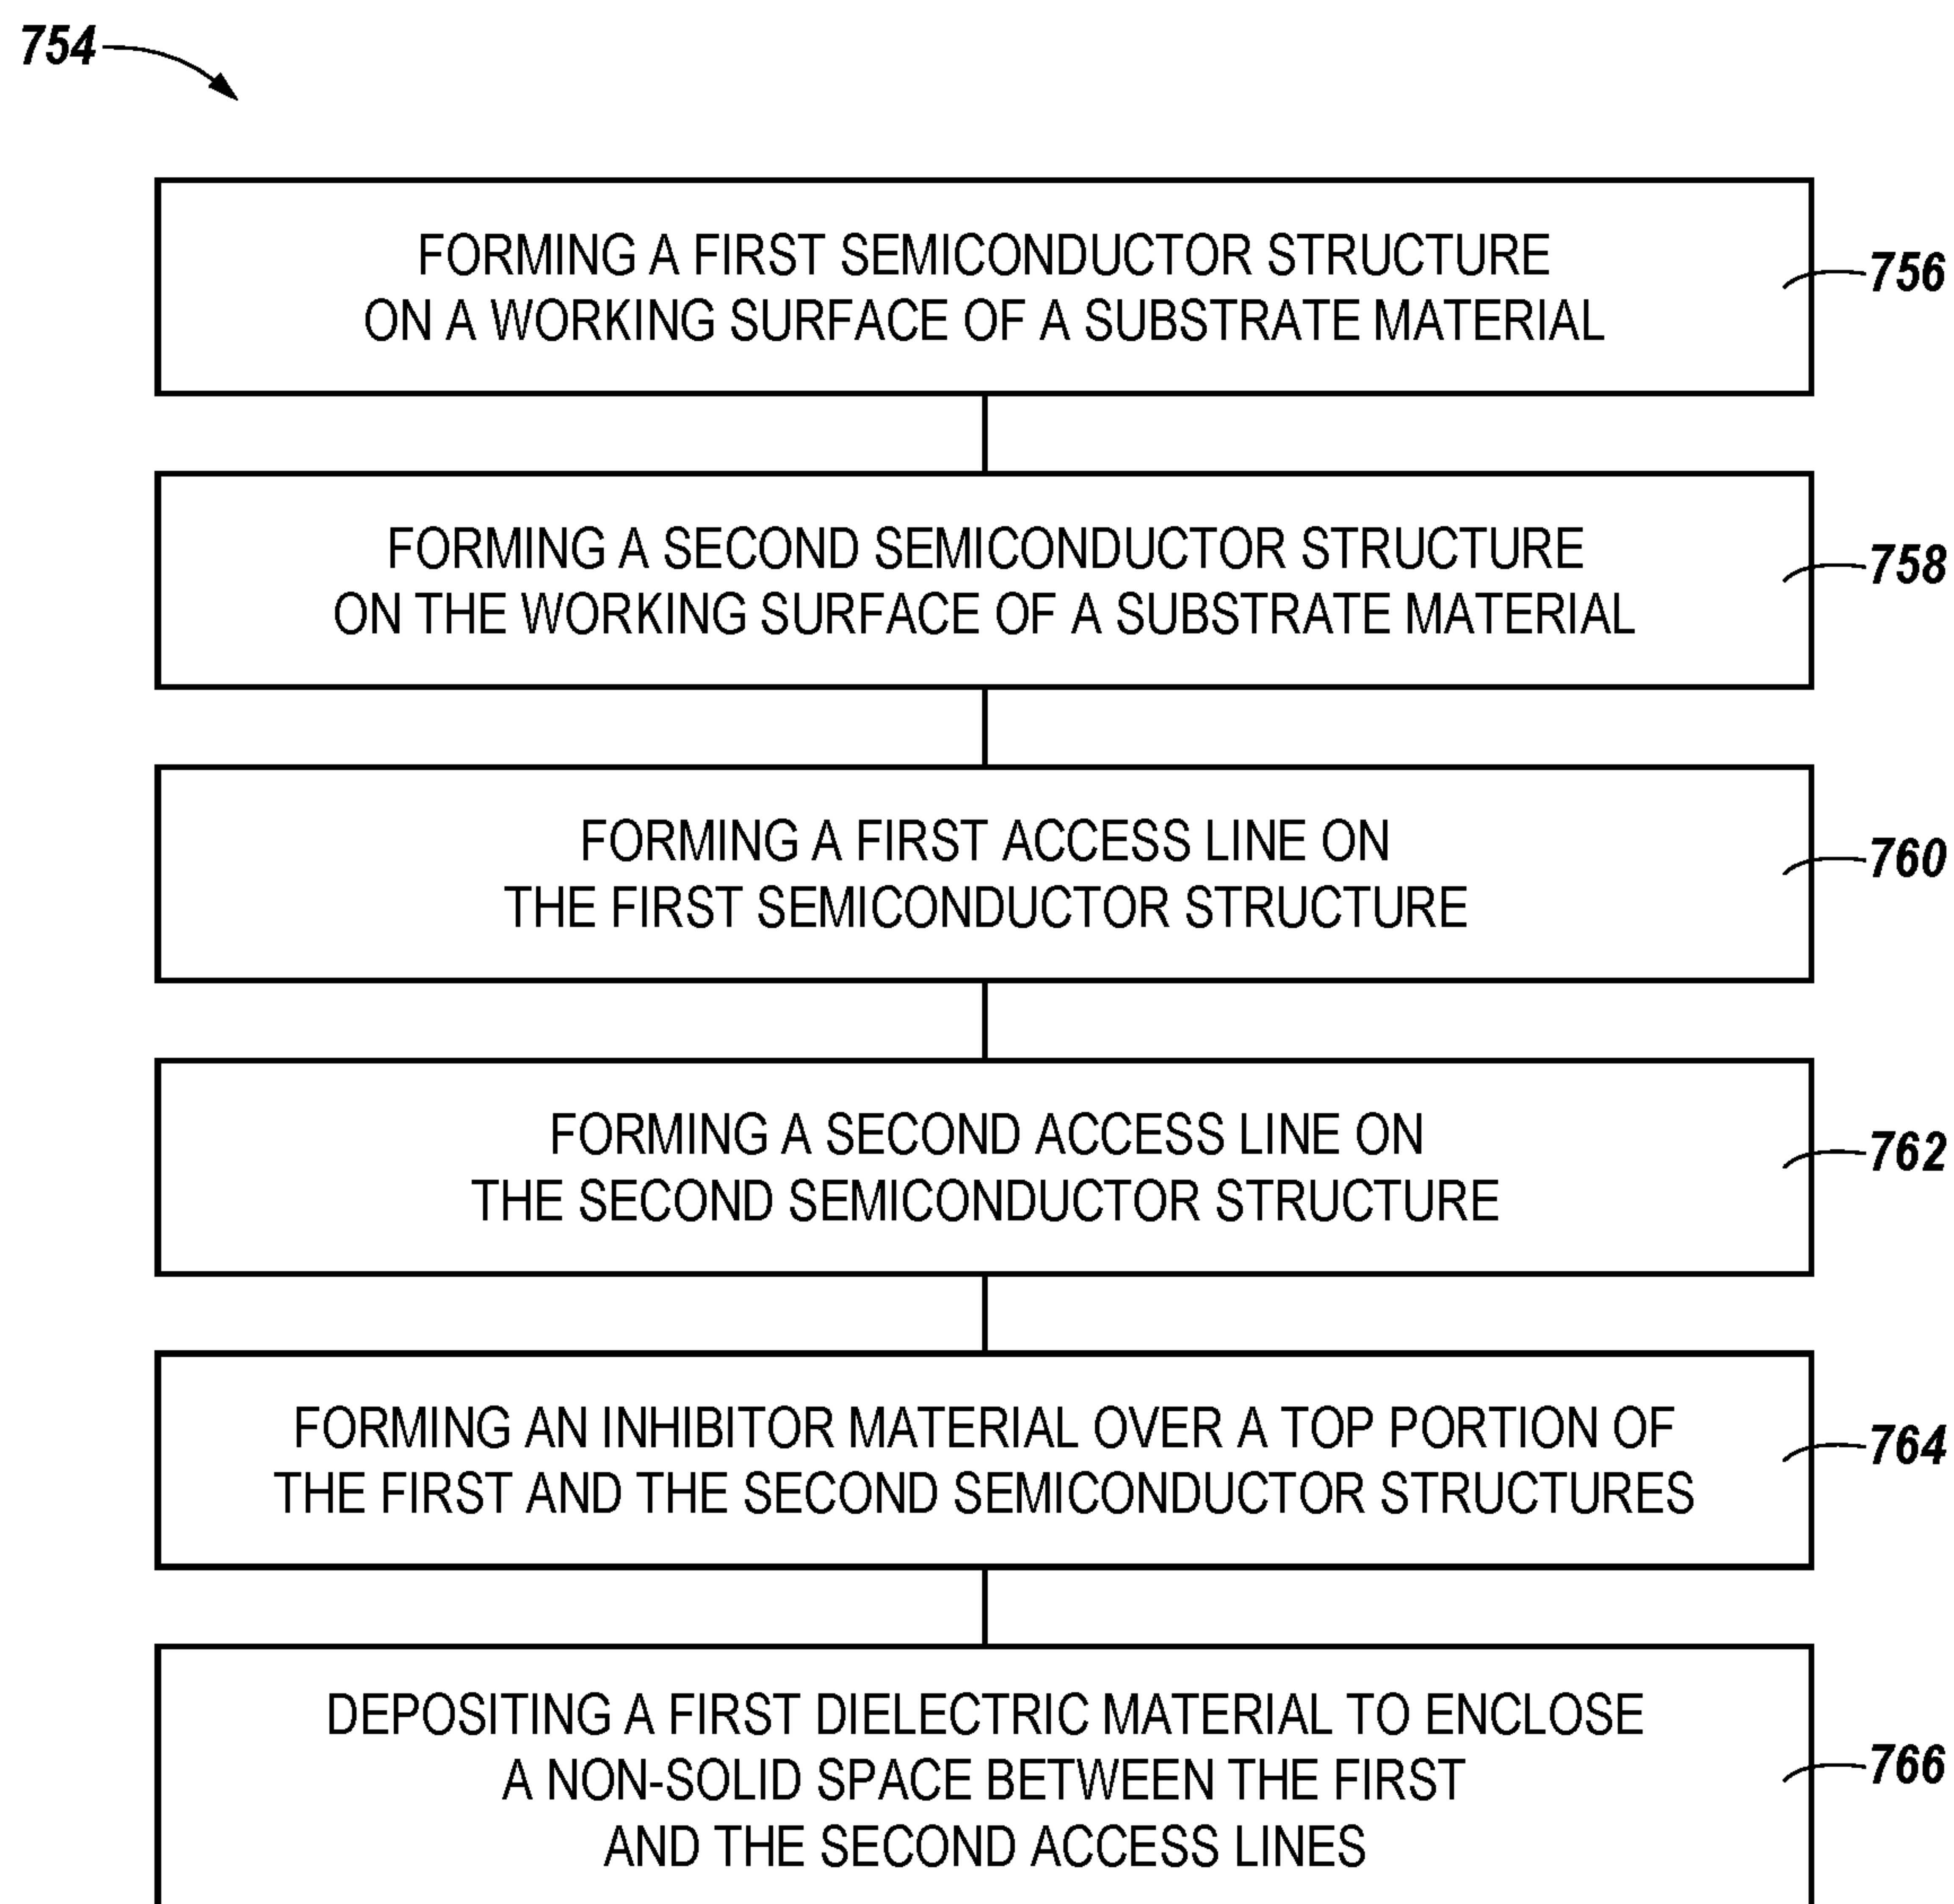 754
FORMING A FIRST SEMICONDUCTOR STRUCTURE
ON A WORKING SURFACE OF A SUBSTRATE MATERIAL
756
FORMING A SECOND SEMICONDUCTOR STRUCTURE
ON THE WORKING SURFACE OF A SUBSTRATE MATERIAL
758
FORMING A FIRST ACCESS LINE ON
THE FIRST SEMICONDUCTOR STRUCTURE
760
FORMING A SECOND ACCESS LINE ON
THE SECOND SEMICONDUCTOR STRUCTURE
762
FORMING AN INHIBITOR MATERIAL OVER A TOP PORTION OF
THE FIRST AND THE SECOND SEMICONDUCTOR STRUCTURES
764
DEPOSITING A FIRST DIELECTRIC MATERIAL TO ENCLOSE
A NON-SOLID SPACE BETWEEN THE FIRST
AND THE SECOND ACCESS LINES
766